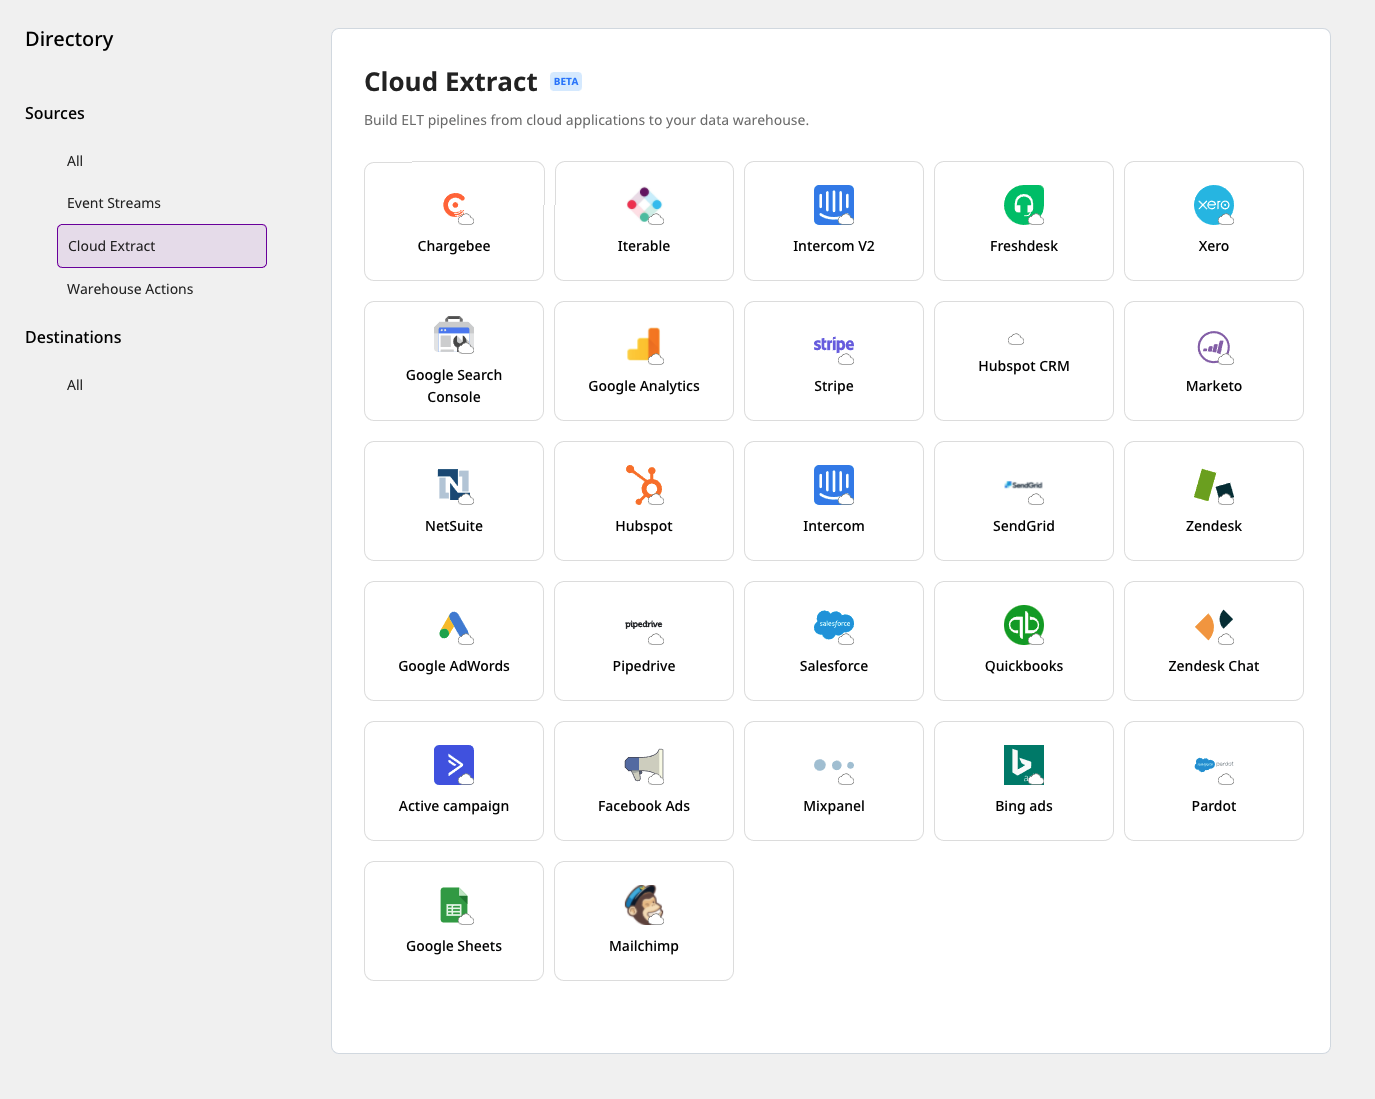 Directory
Sources
All
Event Streams
Cloud Extract
Warehouse Actions
Destinations
All
Cloud Extract BETA
Build ELT pipelines from cloud applications to your data warehouse.
Chargebee
Iterable
Intercom V2
Freshdesk
xero
Xero
Google Search
Console
Google Analytics
stripe
Stripe
Hubspot CRM
Marketo
N
NetSuite
Hubspot
Intercom
SendGrid
SendGrid
Zendesk
Google AdWords
pipedrive
Pipedrive
salesforce
Salesforce
qb
Quickbooks
Zendesk Chat
Active campaign
Facebook Ads
Mixpanel
b
Bing ads
pardot
Pardot
Google Sheets
Mailchimp